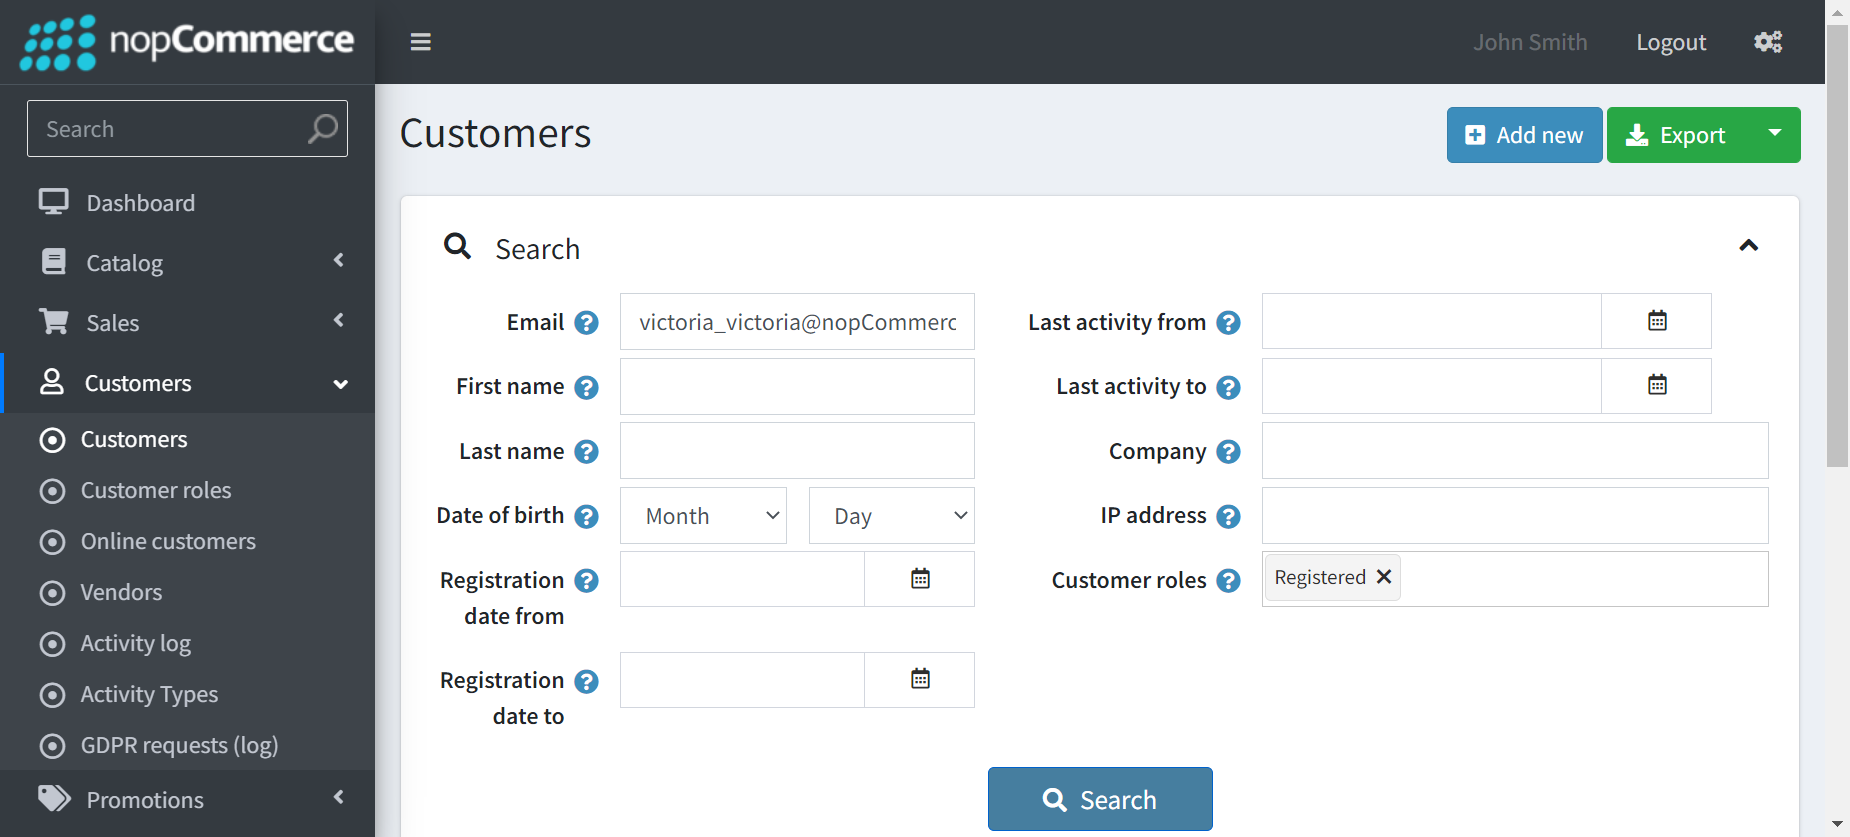 nopCommerce
John Smith
Logout
Search
Customers
Add new
Export
Dashboard
Catalog
Sales
Customers
Customers
Customer roles
Online customers
Vendors
Activity log
Activity Types
GDPR requests (log)
Promotions
Search
Email
victoria_victoria@nopCommerc
First name
Last name
Date of birth
Month
Day
Registration
date from
Registration
date to
Last activity from
Last activity to
Company
IP address
Customer roles
Registered
Search